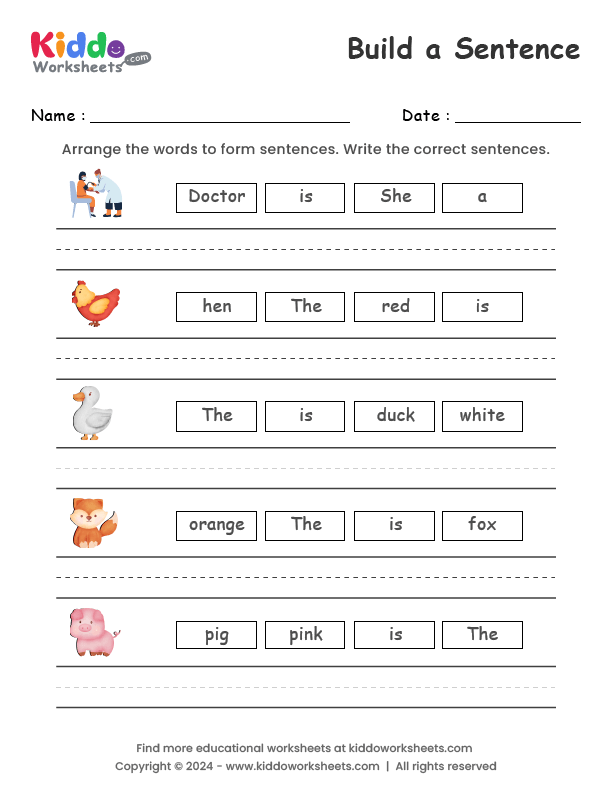 Kiddo
Worksheets .com
Build a Sentence
Name :
Date :
Arrange the words to form sentences. Write the correct sentences.
Doctor is She a
hen The red is
The is duck white
orange The is fox
pig pink is The
Find more educational worksheets at kiddoworksheets.com
Copyright © 2024 - www.kiddoworksheets.com | All rights reserved